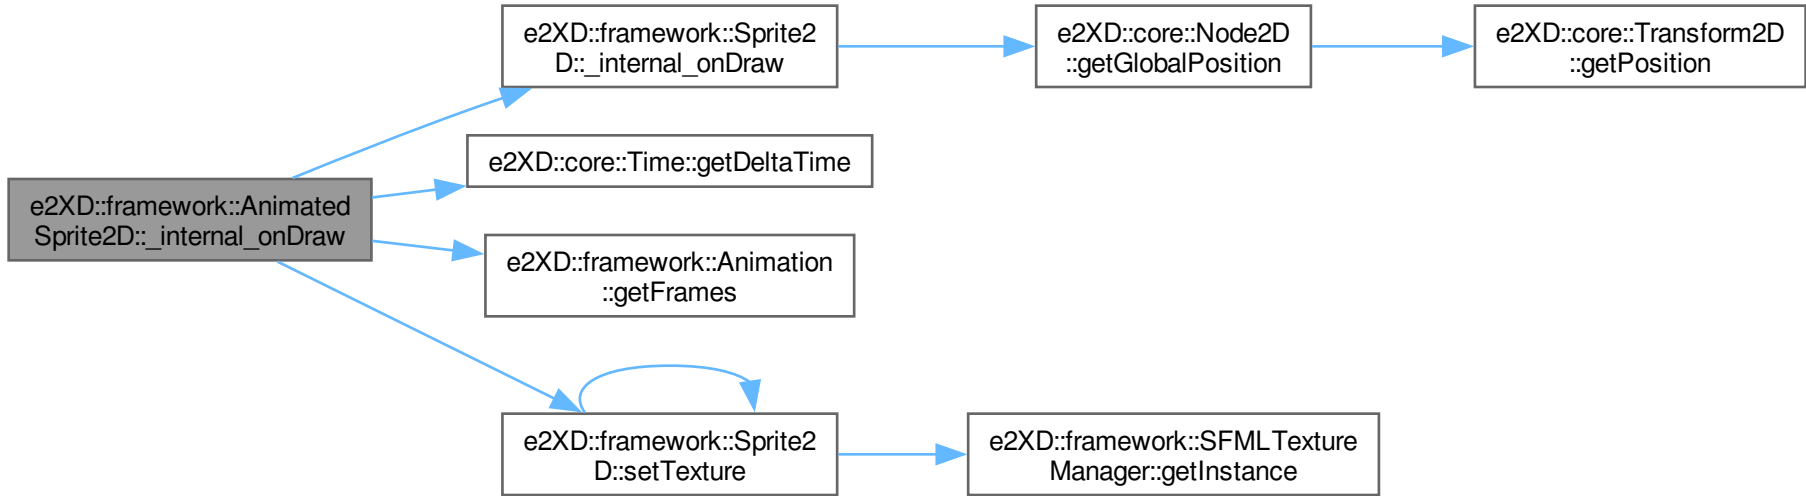 e2XD::framework::Animated
Sprite2D::_internal_onDraw
e2XD::framework::Sprite2
D::_internal_onDraw
e2XD::core::Node2D
::getGlobalPosition
e2XD::core::Transform2D
::getPosition
e2XD::core::Time::getDeltaTime
e2XD::framework::Animation
::getFrames
e2XD::framework::Sprite2
D::setTexture
e2XD::framework::SFMLTexture
Manager::getInstance